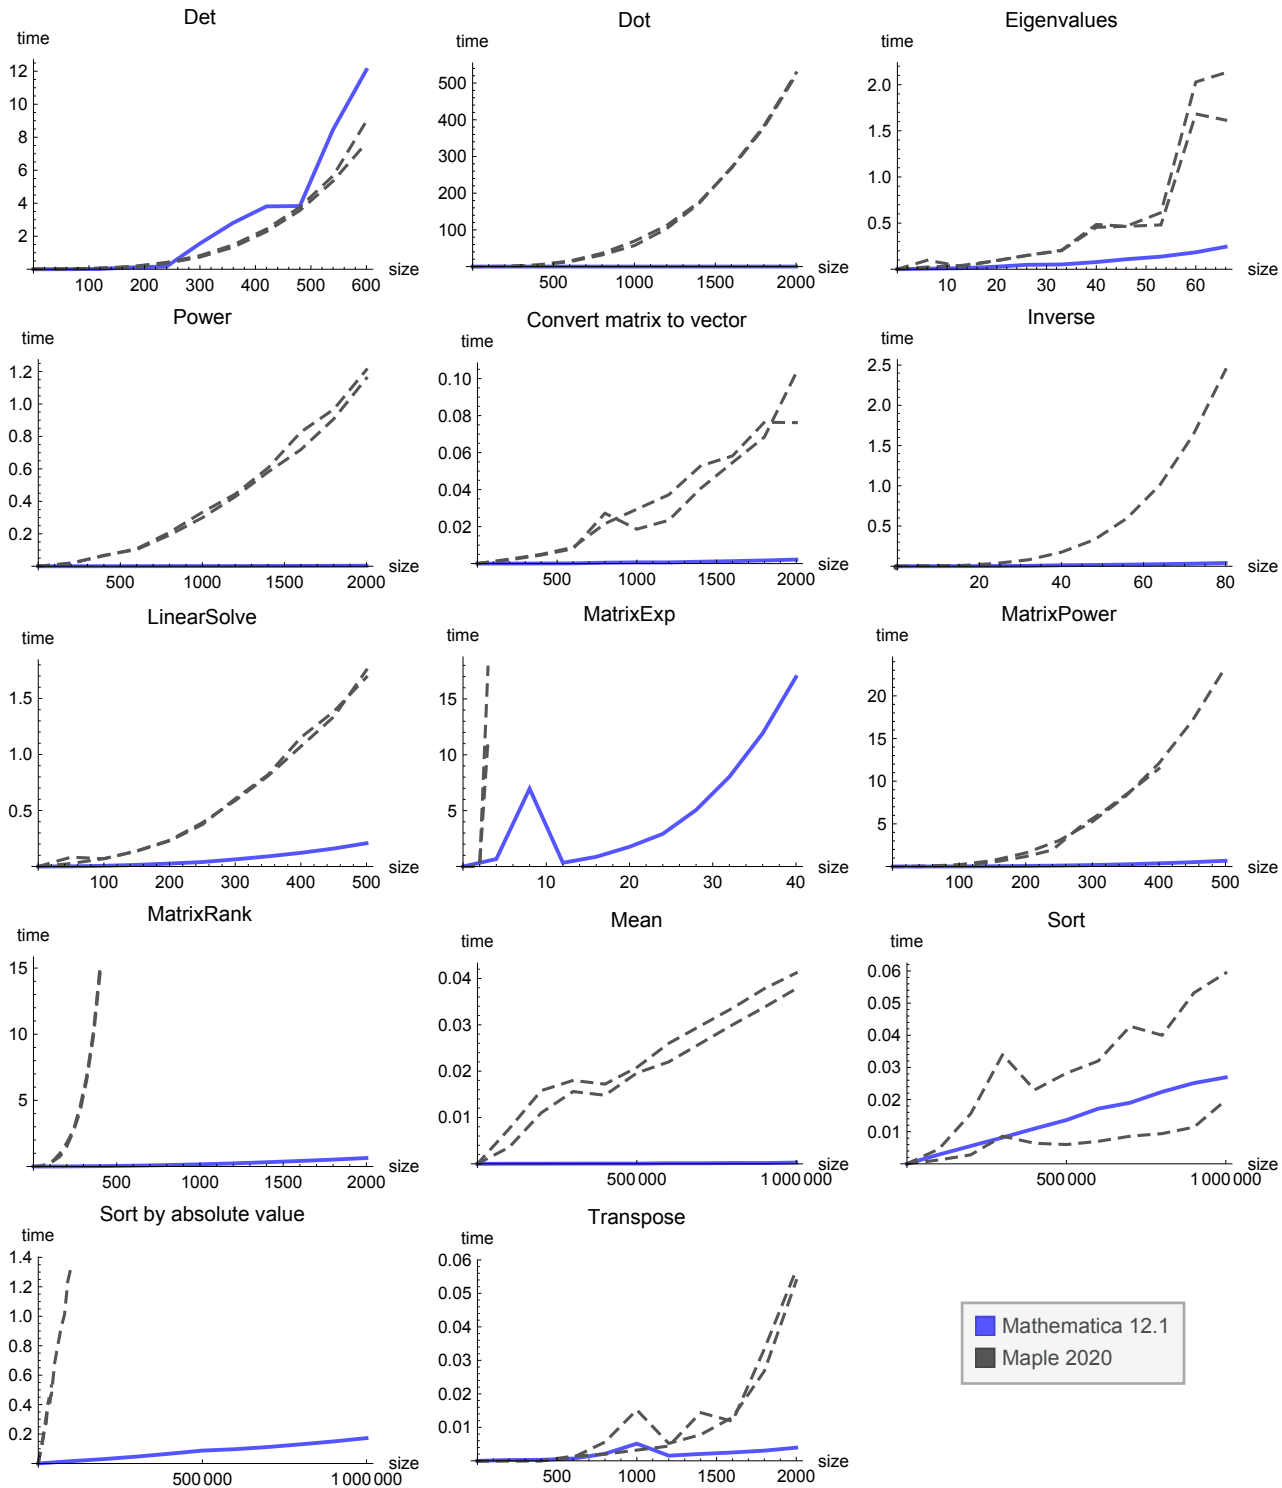 Det
time
12
10
8
6
4
2
100 200 300 400 500 600
size
Dot
time
500
400
300
200
100
500 1000 1500 2000
size
Eigenvalues
time
2.0
1.5
1.0
0.5
10 20 30 40 50 60
size
Power
time
1.2
1.0
0.8
0.6
0.4
0.2
500 1000 1500 2000
size
Convert matrix to vector
time
0.10
0.08
0.06
0.04
0.02
500 1000 1500 2000
size
Inverse
time
2.5
2.0
1.5
1.0
0.5
20 40 60 80
size
LinearSolve
time
1.5
1.0
0.5
100 200 300 400 500
size
MatrixExp
time
15
10
5
10 20 30 40
size
MatrixPower
time
20
15
10
5
100 200 300 400 500
size
MatrixRank
time
15
10
5
500 1000 1500 2000
size
Mean
time
0.04
0.03
0.02
0.01
500 000 1 000 000
size
Sort
time
0.06
0.05
0.04
0.03
0.02
0.01
500 000 1 000 000
size
Sort by absolute value
time
1.4
1.2
1.0
0.8
0.6
0.4
0.2
500 000 1 000 000
size
Transpose
time
0.06
0.05
0.04
0.03
0.02
0.01
500 1000 1500 2000
size
Mathematica 12.1
Maple 2020